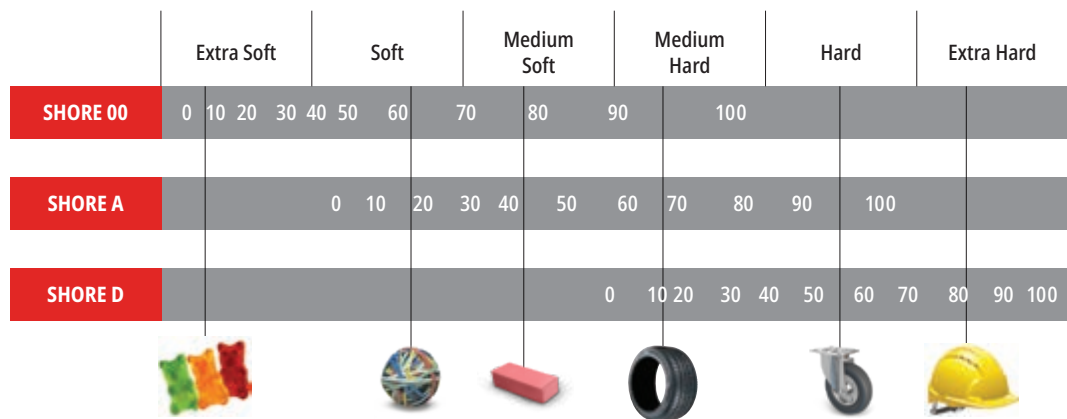 Extra Soft
Soft
Medium
Soft
Medium
Hard
Hard
Extra Hard
SHORE 00 0 10 20 30 40 50 60 70 80 90 100
SHORE A 0 10 20 30 40 50 60 70 80 90 100
SHORE D 0 10 20 30 40 50 60 70 80 90 100